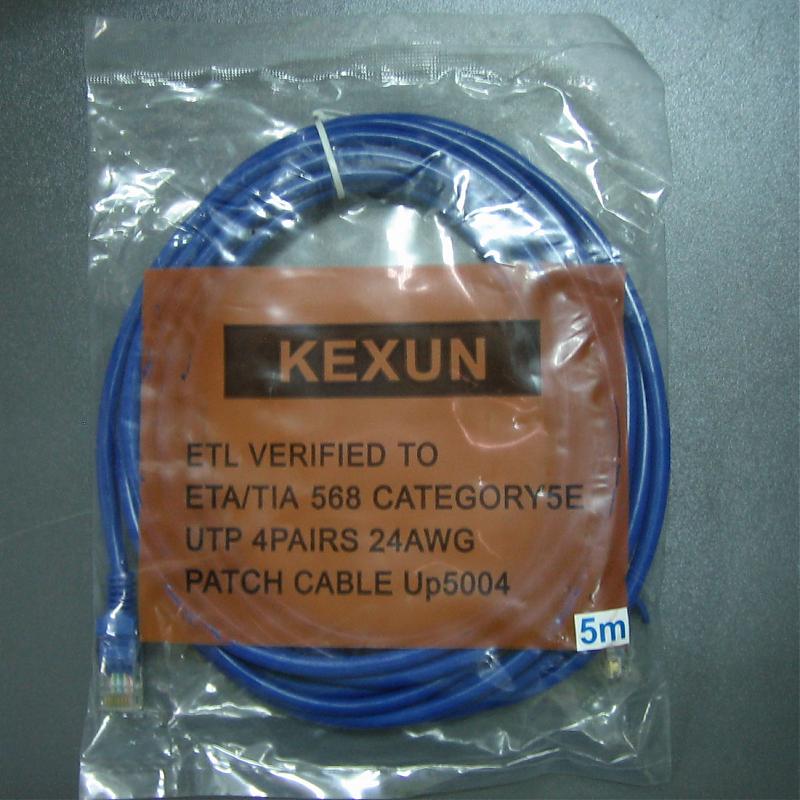 KEXUN
ETL VERIFIED TO
ETA/TIA 568 CATEGORY5E
UTP 4PAIRS 24AWG
PATCH CABLE Up5004
5m